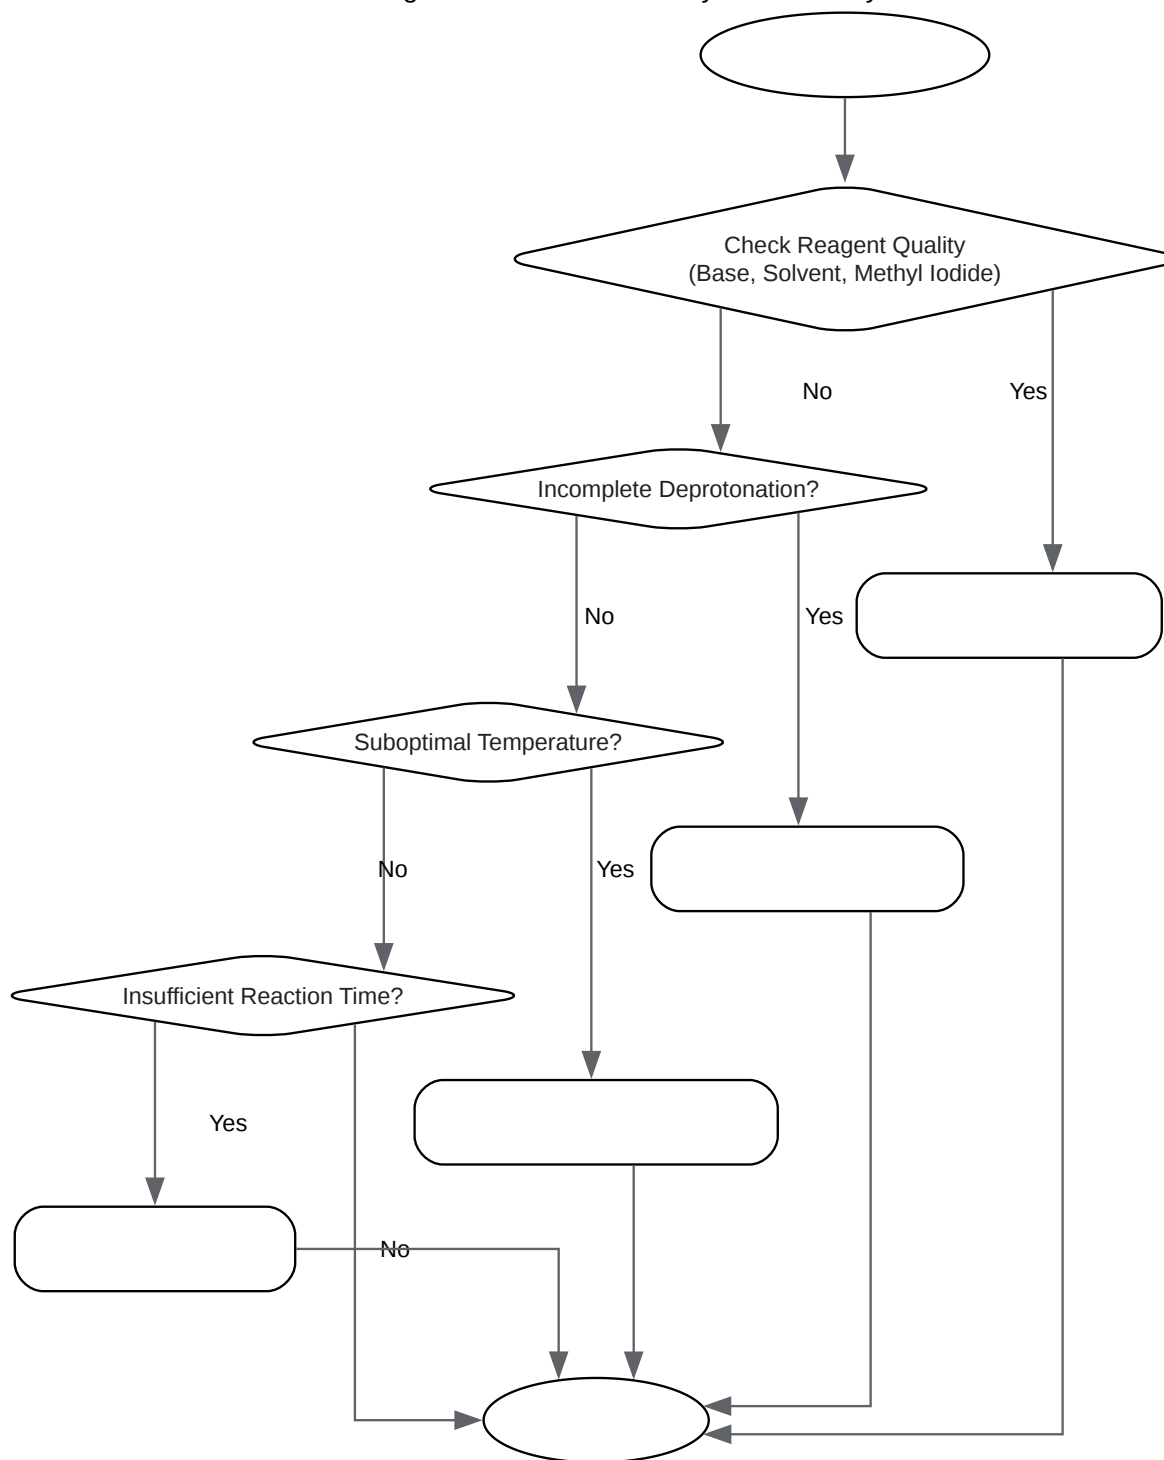 Check Reagent Quality
(Base, Solvent, Methyl Iodide)
No
Yes
Incomplete Deprotonation?
No
Yes
Suboptimal Temperature?
No
Yes
Insufficient Reaction Time?
Yes
No